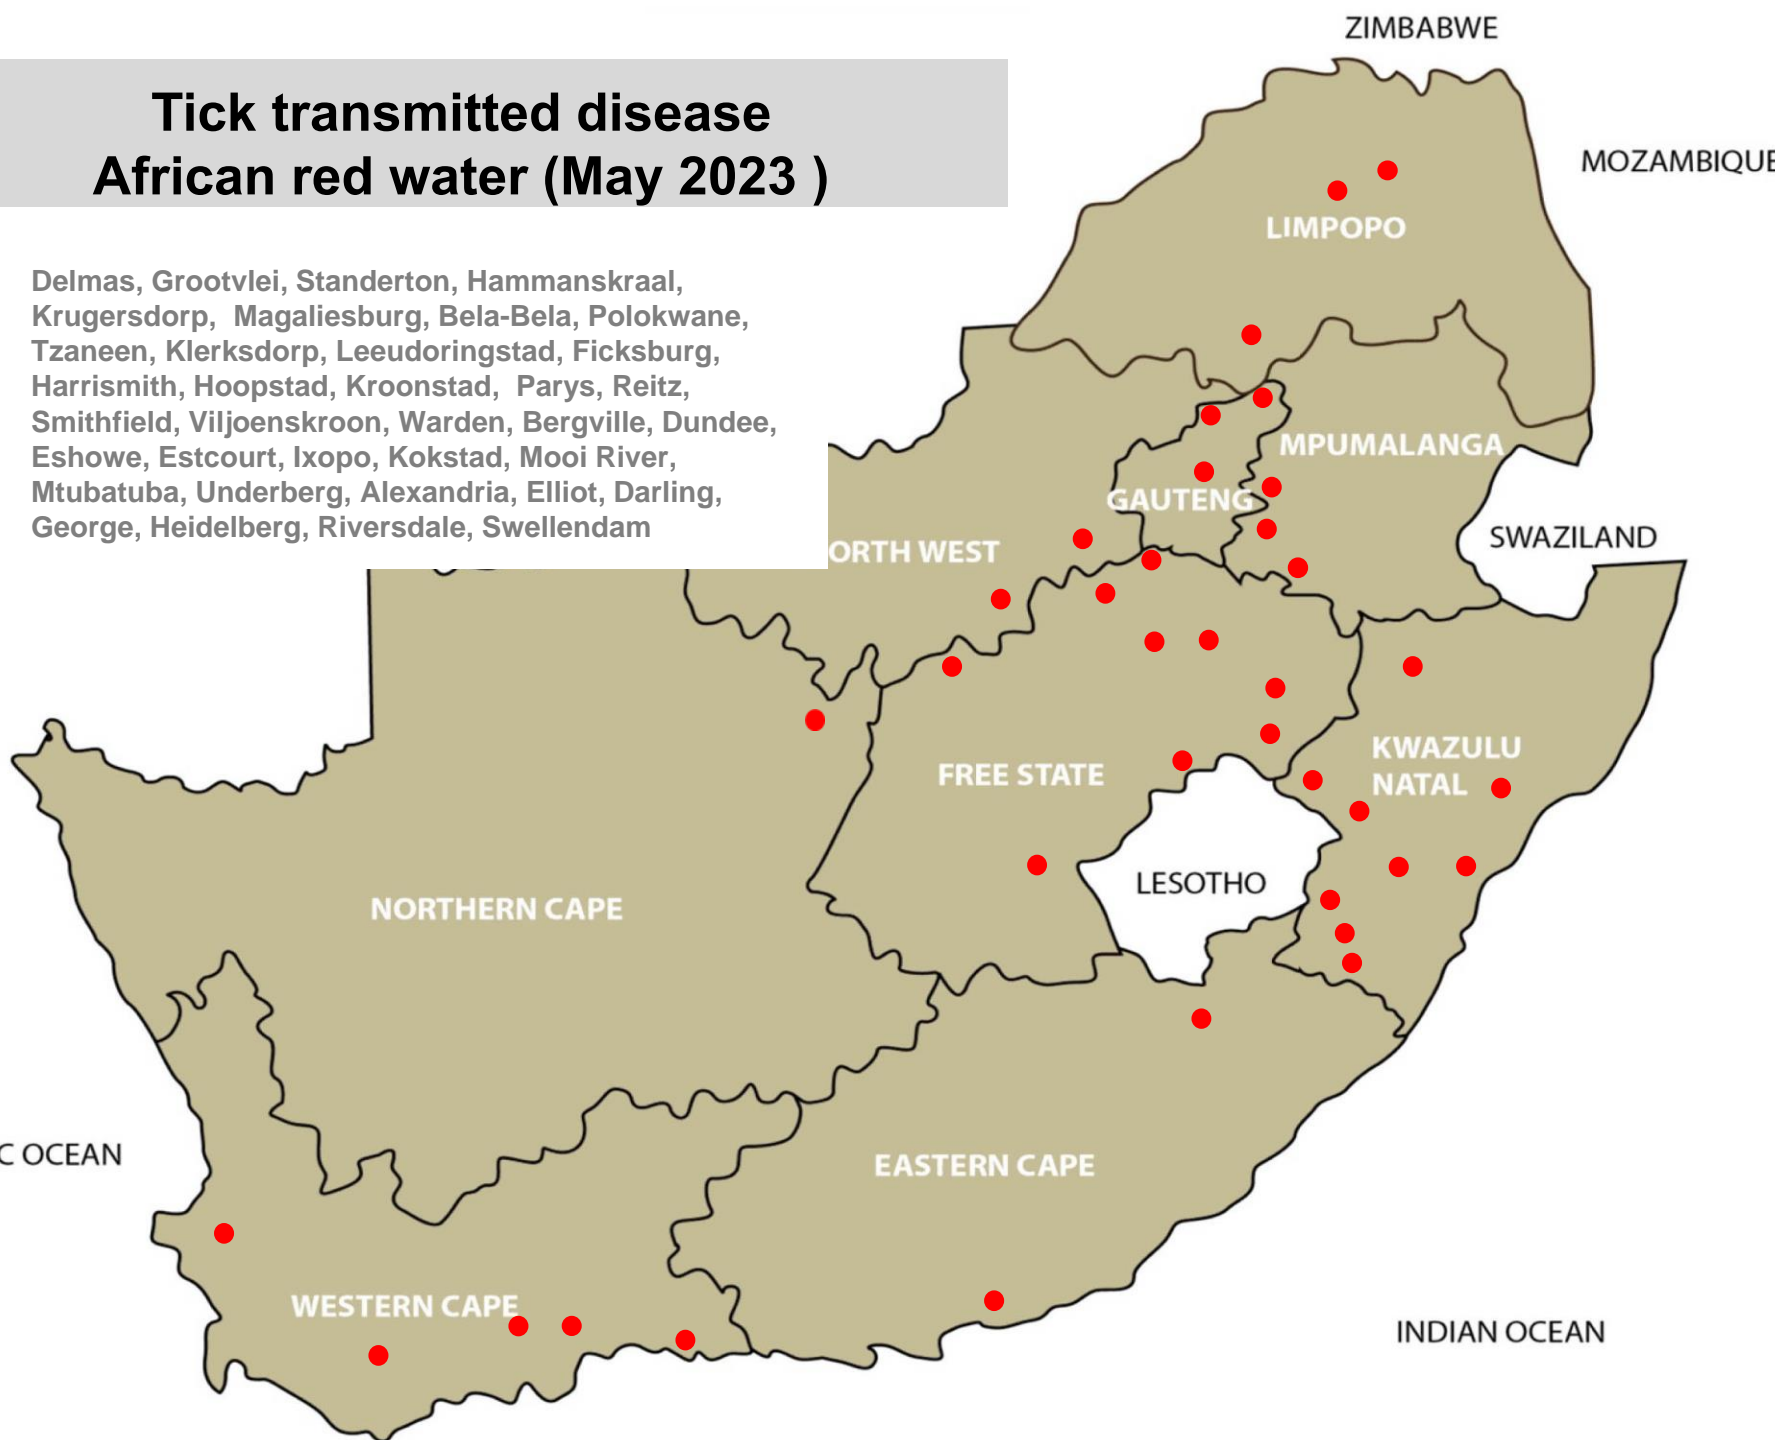 ZIMBABWE
Tick transmitted disease
African red water (May 2023 )
MOZAMBIQUE
LIMPOPO
Delmas, Grootvlei, Standerton, Hammanskraal,
Krugersdorp, Magaliesburg, Bela-Bela, Polokwane,
Tzaneen, Klerksdorp, Leeudoringstad, Ficksburg,
Harrismith, Hoopstad, Kroonstad, Parys, Reitz,
Smithfield, Viljoenskroon, Warden, Bergville, Dundee,
Eshowe, Estcourt, Ixopo, Kokstad, Mooi River,
Mtubatuba, Underberg, Alexandria, Elliot, Darling,
George, Heidelberg, Riversdale, Swellendam
MPUMALANGA
GAUTENG
SWAZILAND
ORTH WEST
KWAZULU
NATAL
FREE STATE
LESOTHO
NORTHERN CAPE
C OCEAN
EASTERN CAPE
WESTERN CAPE
INDIAN OCEAN